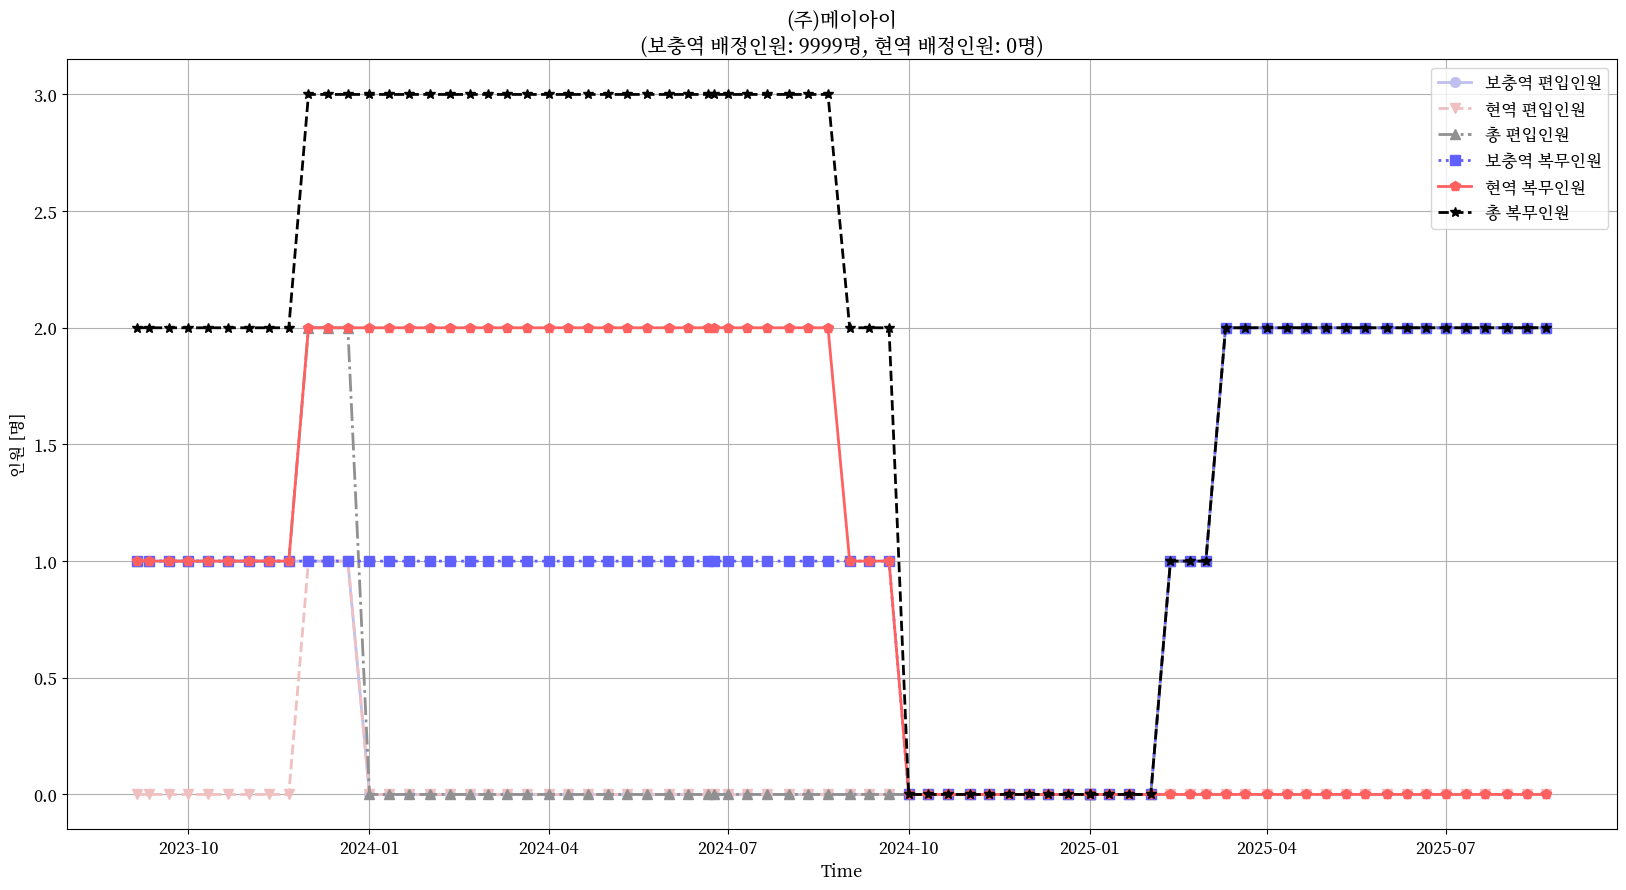 (주)메이아이
(보충역 배정인원: 9999명, 현역 배정인원: 0명)
보충역 편입인원
현역 편입인원
총 편입인원
보충역 복무인원
현역 복무인원
총 복무인원
인원 [명]
3.0
2.5
2.0
1.5
1.0
0.5
0.0
2023-10 2024-01 2024-04 2024-07 2024-10 2025-01 2025-04 2025-07
Time